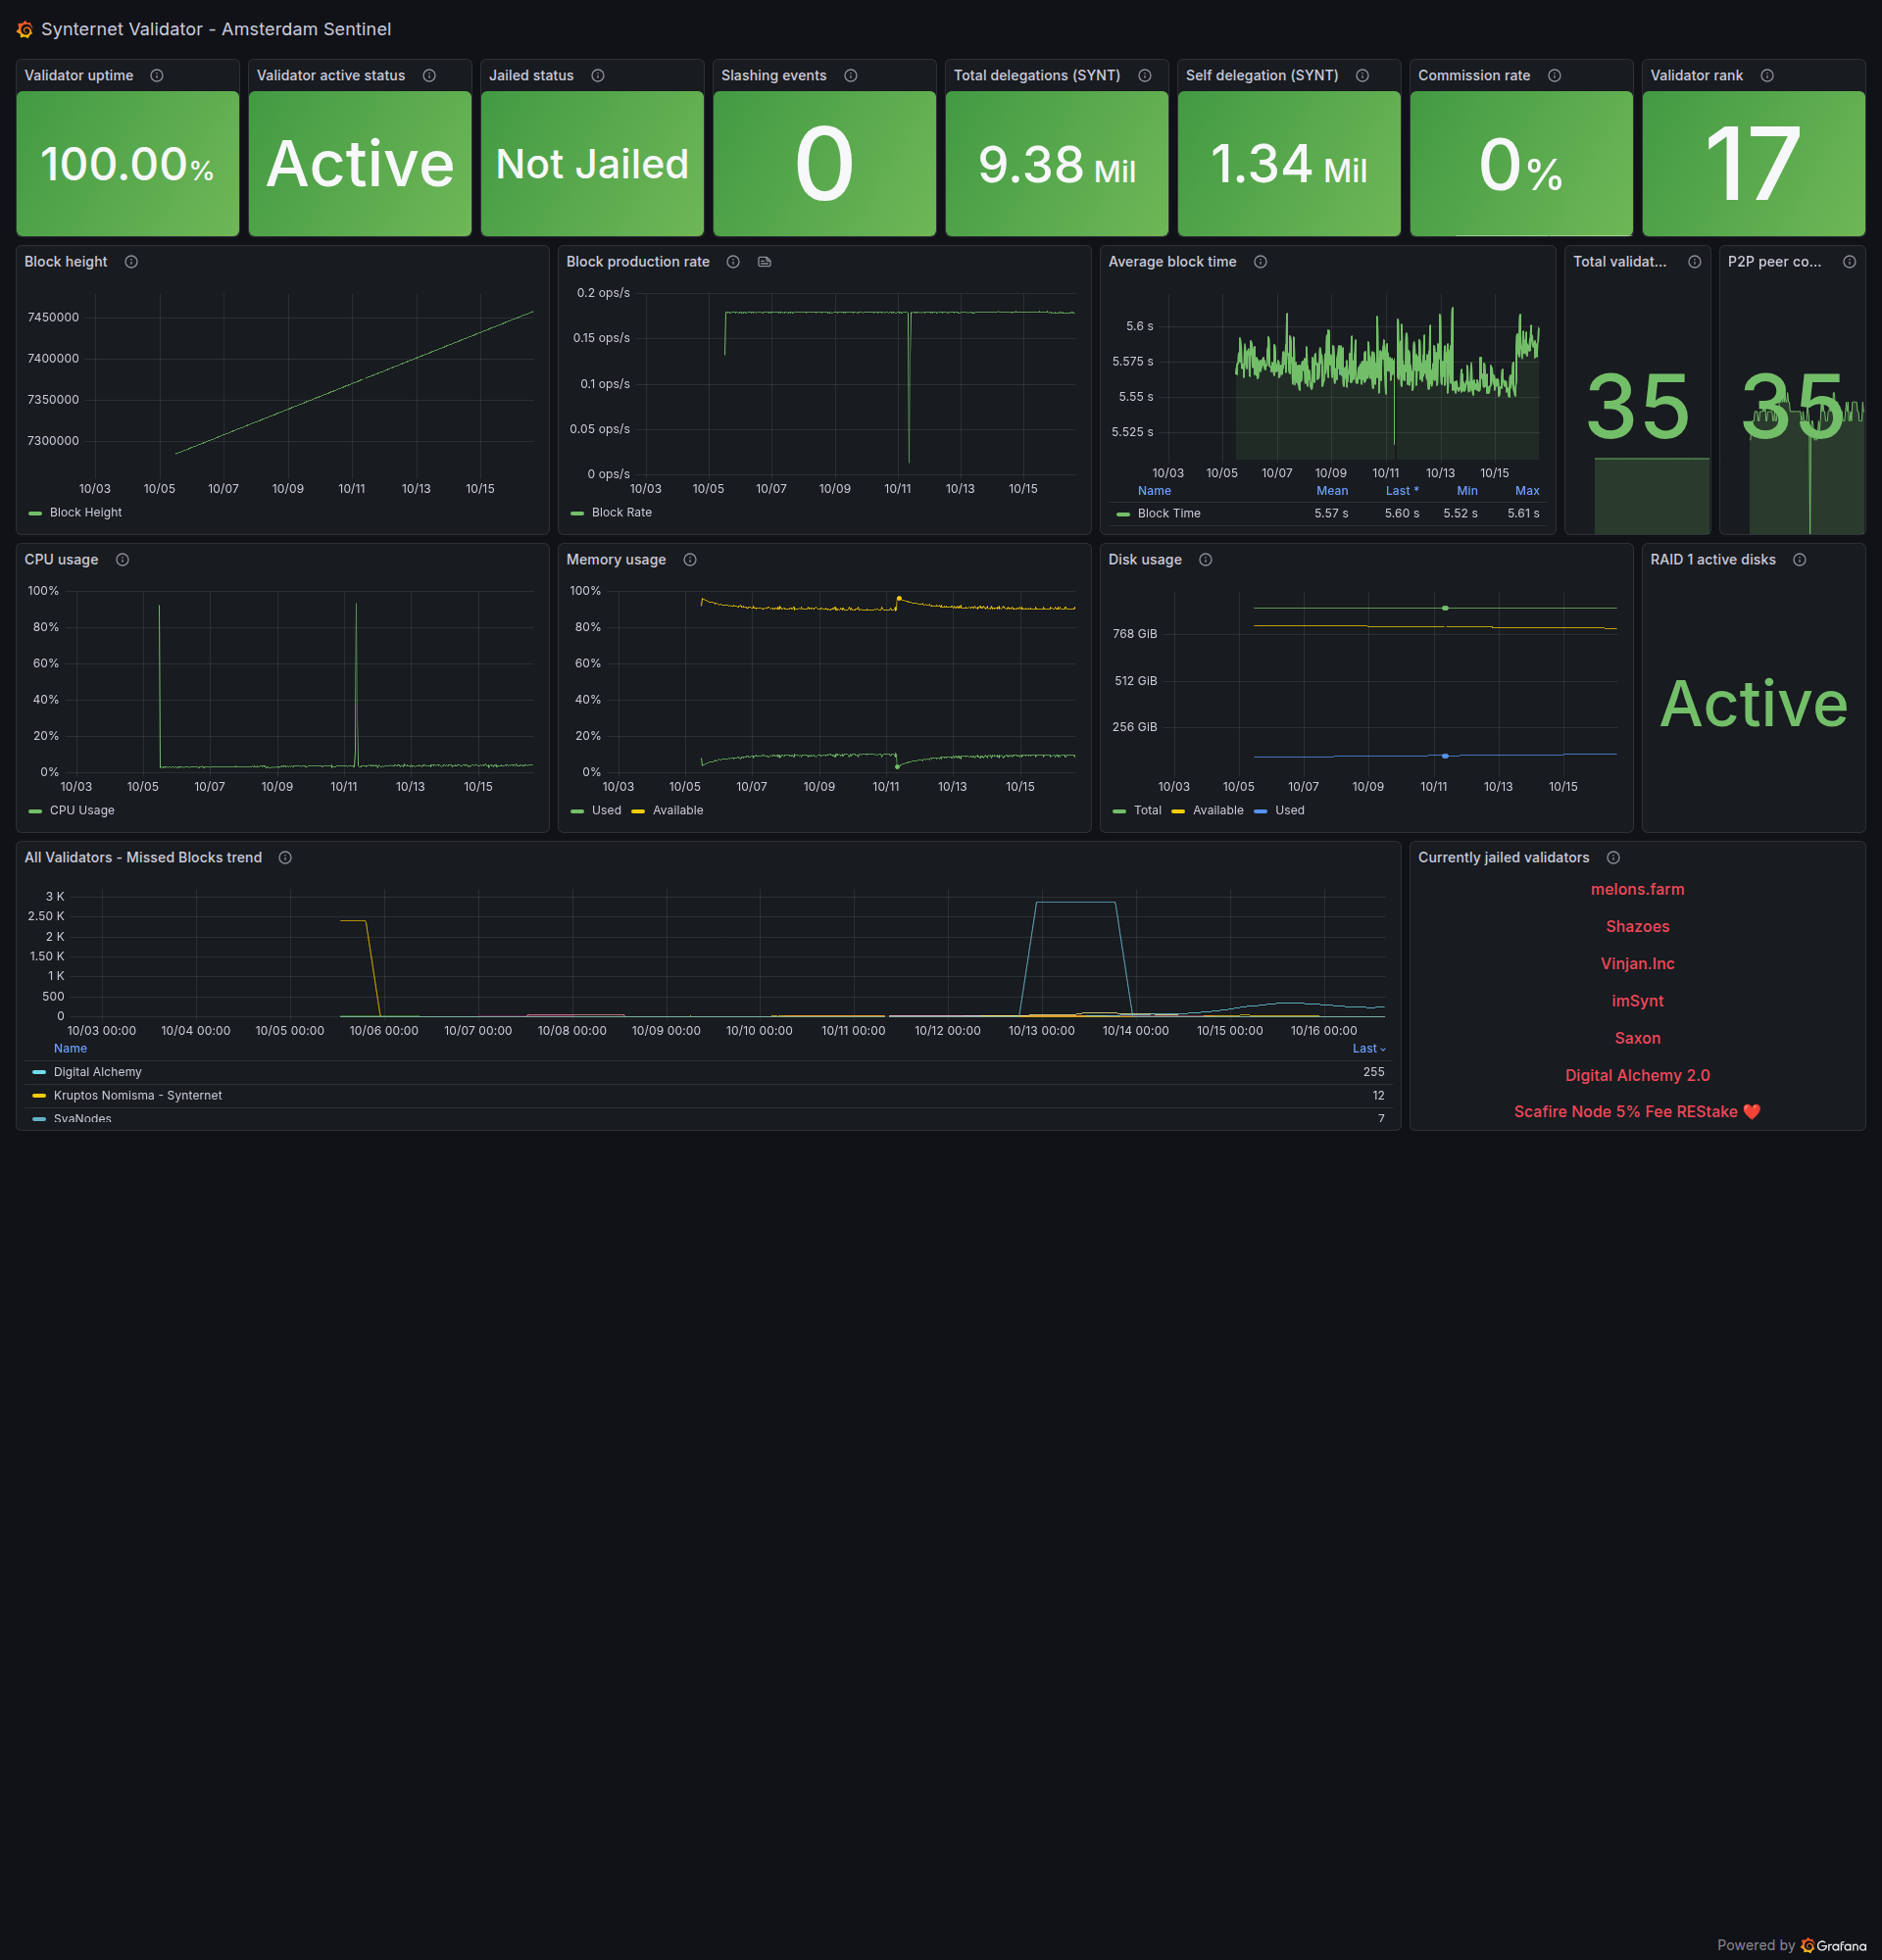 Synternet Validator - Amsterdam Sentinel
Validator uptime
100.00%
Validator active status
Active
Jailed status
Not Jailed
Slashing events
0
Total delegations (SYNT)
9.38 Mil
Self delegation (SYNT)
1.34 Mil
Commission rate
0%
Validator rank
17
Block height
7450000
7400000
7350000
7300000
10/03 10/05 10/07 10/09 10/11 10/13 10/15
Block Height
Block production rate
0.2 ops/s
0.15 ops/s
0.1 ops/s
0.05 ops/s
0 ops/s
10/03 10/05 10/07 10/09 10/11 10/13 10/15
Block Rate
Average block time
5.6 s
5.575 s
5.55 s
5.525 s
10/03 10/05 10/07 10/09 10/11 10/13 10/15
Name Mean Last * Min Max
Block Time 5.57 s 5.60 s 5.52 s 5.61 s
Total validat...
35
P2P peer co...
35
CPU usage
100%
80%
60%
40%
20%
0%
10/03 10/05 10/07 10/09 10/11 10/13 10/15
CPU Usage
Memory usage
100%
80%
60%
40%
20%
0%
10/03 10/05 10/07 10/09 10/11 10/13 10/15
Used Available
Disk usage
768 GiB
512 GiB
256 GiB
10/03 10/05 10/07 10/09 10/11 10/13 10/15
Total Available Used
RAID 1 active disks
Active
All Validators - Missed Blocks trend
3 K
2.50 K
2 K
1.50 K
1 K
500
0
10/03 00:00 10/04 00:00 10/05 00:00 10/06 00:00 10/07 00:00 10/08 00:00 10/09 00:00 10/10 00:00 10/11 00:00 10/12 00:00 10/13 00:00 10/14 00:00 10/15 00:00 10/16 00:00
Name Last
Digital Alchemy 255
Kruptos Nomisma - Synternet 12
SyaNodes 7
Currently jailed validators
melons.farm
Shazoes
Vinjan.Inc
imSynt
Saxon
Digital Alchemy 2.0
Scafire Node 5% Fee REStake ❤️
Powered by Grafana